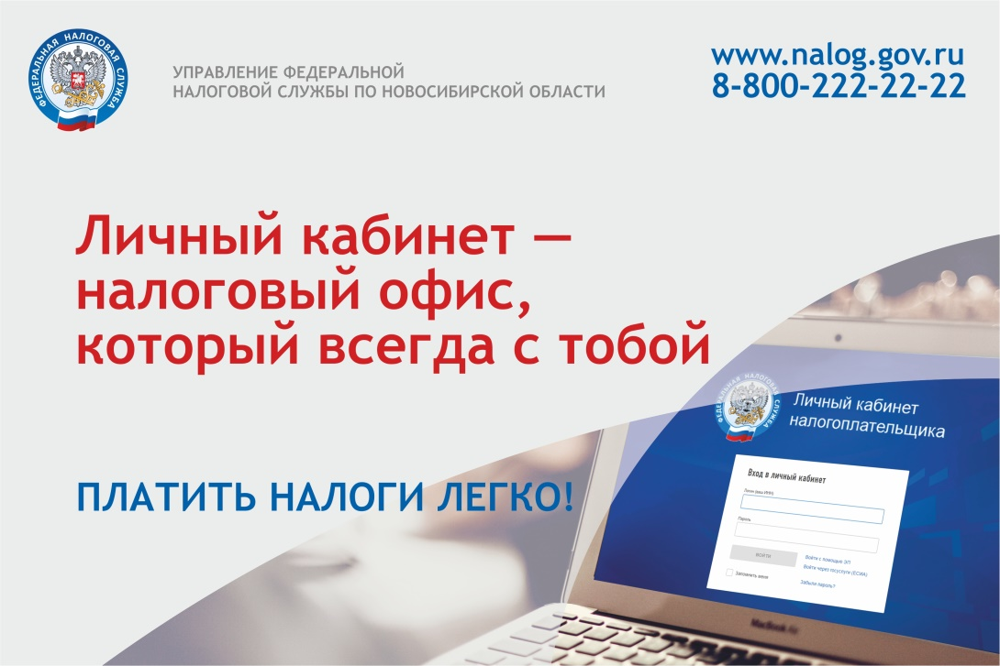 ФЕДЕРАЛЬНАЯ НАЛОГОВАЯ СЛУЖБА
УПРАВЛЕНИЕ ФЕДЕРАЛЬНОЙ
НАЛОГОВОЙ СЛУЖБЫ ПО НОВОСИБИРСКОЙ ОБЛАСТИ
www.nalog.gov.ru
8-800-222-22-22
Личный кабинет —
налоговый офис,
который всегда с тобой
ПЛАТИТЬ НАЛОГИ ЛЕГКО!
ФЕДЕРАЛЬНАЯ НАЛОГОВАЯ СЛУЖБА
Личный кабинет
налогоплательщика
Вход в личный кабинет
Логин (ваш ИНН)
Пароль
ВОЙТИ
Войти с помощью ЭП
Войти через госуслуги (ЕСИА)
Запомнить меня
Забыли пароль?
MacBook Air